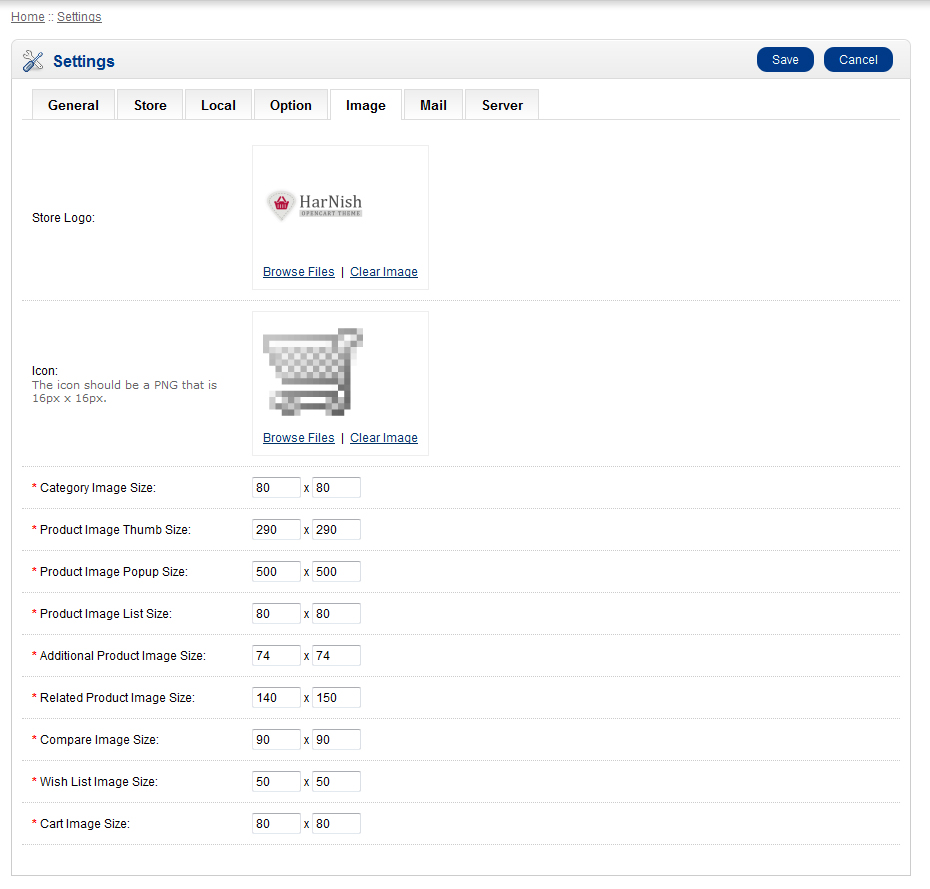 Home :: Settings
Settings
Save
Cancel
General
Store
Local
Option
Image
Mail
Server
Store Logo:
HarNish
OPENCART THEME
Browse Files | Clear Image
Icon:
The icon should be a PNG that is
16px x 16px.
Browse Files | Clear Image
* Category Image Size: 80 x 80
* Product Image Thumb Size: 290 x 290
* Product Image Popup Size: 500 x 500
* Product Image List Size: 80 x 80
* Additional Product Image Size: 74 x 74
* Related Product Image Size: 140 x 150
* Compare Image Size: 90 x 90
* Wish List Image Size: 50 x 50
* Cart Image Size: 80 x 80